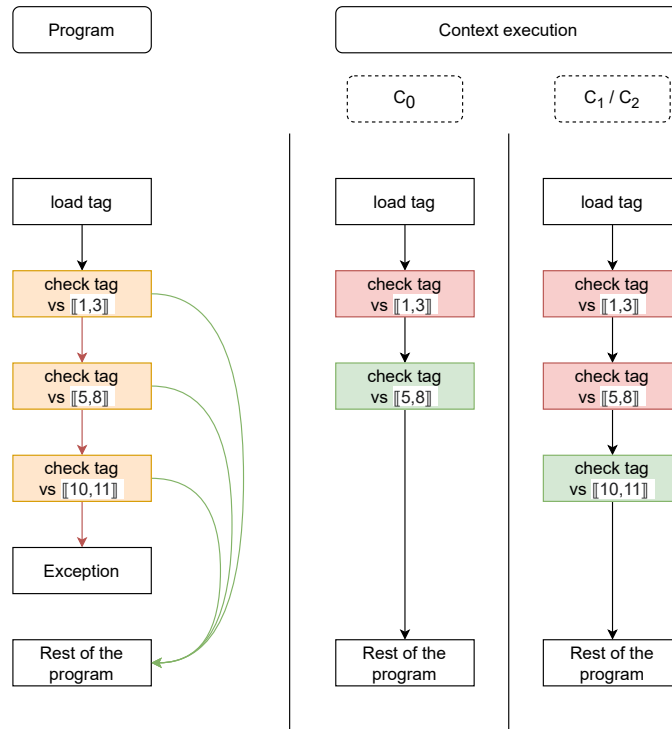 Program
Context execution
C0
C1 / C2
load tag
check tag
vs ⟦1,3⟧
check tag
vs ⟦5,8⟧
check tag
vs ⟦10,11⟧
Exception
Rest of the
program
load tag
check tag
vs ⟦1,3⟧
check tag
vs ⟦5,8⟧
Rest of the
program
load tag
check tag
vs ⟦1,3⟧
check tag
vs ⟦5,8⟧
check tag
vs ⟦10,11⟧
Rest of the
program